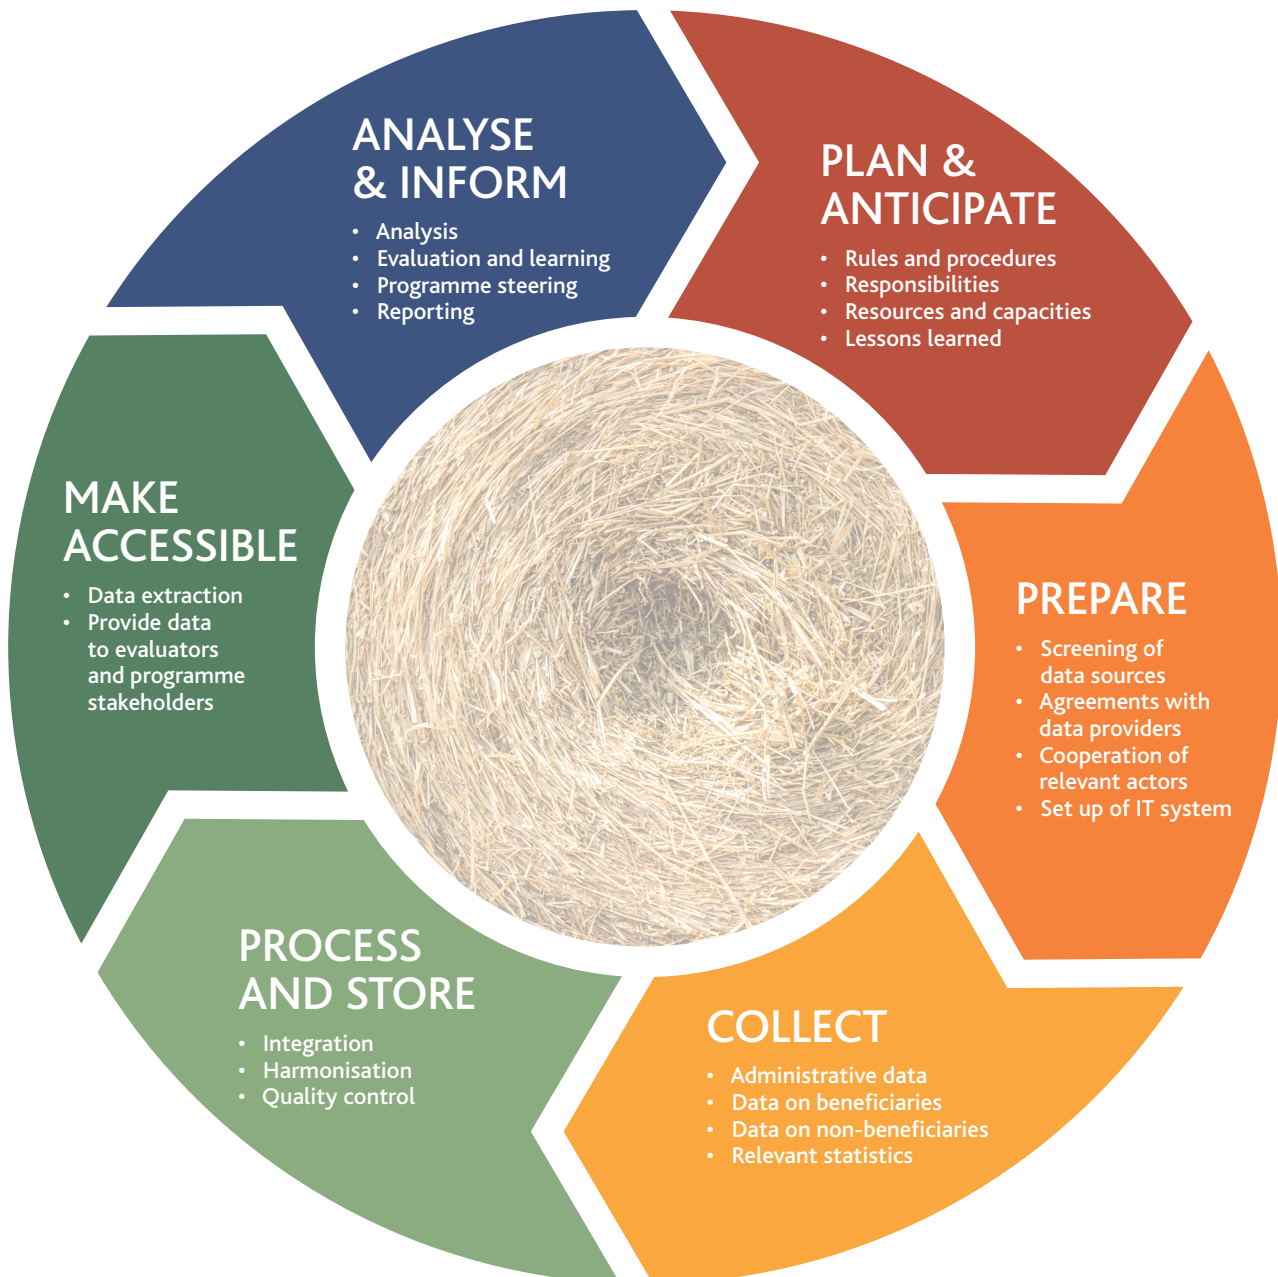 ANALYSE
& INFORM
• Analysis
• Evaluation and learning
• Programme steering
• Reporting
PLAN &
ANTICIPATE
• Rules and procedures
• Responsibilities
• Resources and capacities
• Lessons learned
PREPARE
• Screening of
data sources
• Agreements with
data providers
• Cooperation of
relevant actors
• Set up of IT system
COLLECT
• Administrative data
• Data on beneficiaries
• Data on non-beneficiaries
• Relevant statistics
PROCESS
AND STORE
• Integration
• Harmonisation
• Quality control
MAKE
ACCESSIBLE
• Data extraction
• Provide data
to evaluators
and programme
stakeholders